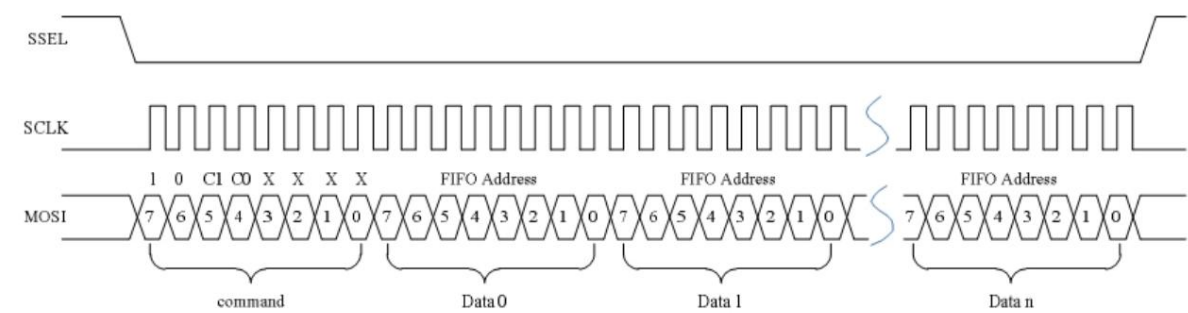 SSEL
SCLK
1 0 C1 C0 X X X X FIFO Address FIFO Address FIFO Address
MOSI 7 6 5 4 3 2 1 0 7 6 5 4 3 2 1 0 7 6 5 4 3 2 1 0 7 6 5 4 3 2 1 0
command Data 0 Data 1 Data n